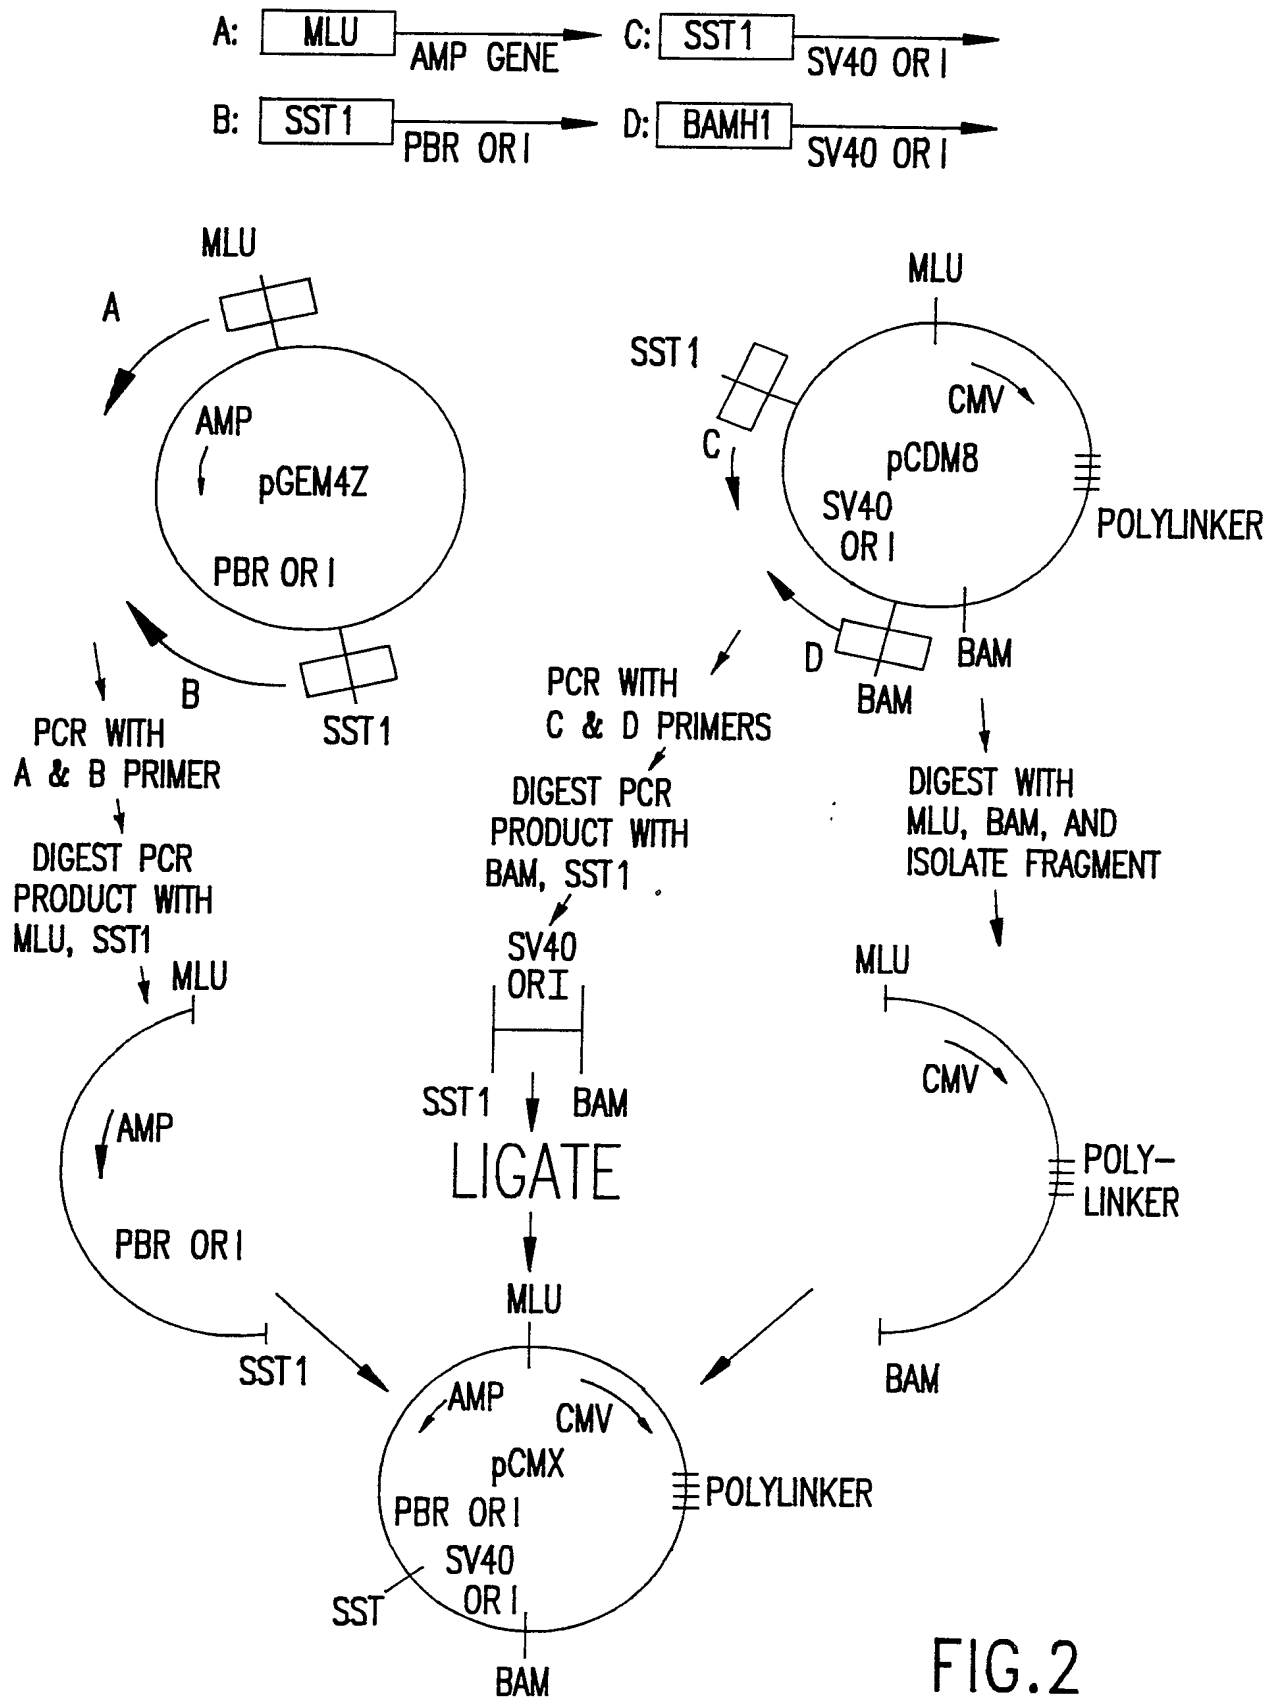 A: MLU AMP GENE
C: SST1 SV40 ORI
B: SST1 PBR ORI
D: BAMH1 SV40 ORI
MLU
A
AMP
pGEM4Z
PBR ORI
B
SST1
MLU
SST1
CMV
C
pCDM8
SV40
ORI
POLYLINKER
D
BAM
BAM
PCR WITH
A & B PRIMER
DIGEST PCR
PRODUCT WITH
MLU, SST1
PCR WITH
C & D PRIMERS
DIGEST PCR
PRODUCT WITH
BAM, SST1
DIGEST WITH
MLU, BAM, AND
ISOLATE FRAGMENT
MLU
AMP
PBR ORI
SST1
SV40
ORI
SST1
BAM
LIGATE
MLU
CMV
POLY-
LINKER
BAM
MLU
AMP
CMV
pCMX
POLYLINKER
PBR ORI
SV40
ORI
SST
BAM
FIG.2